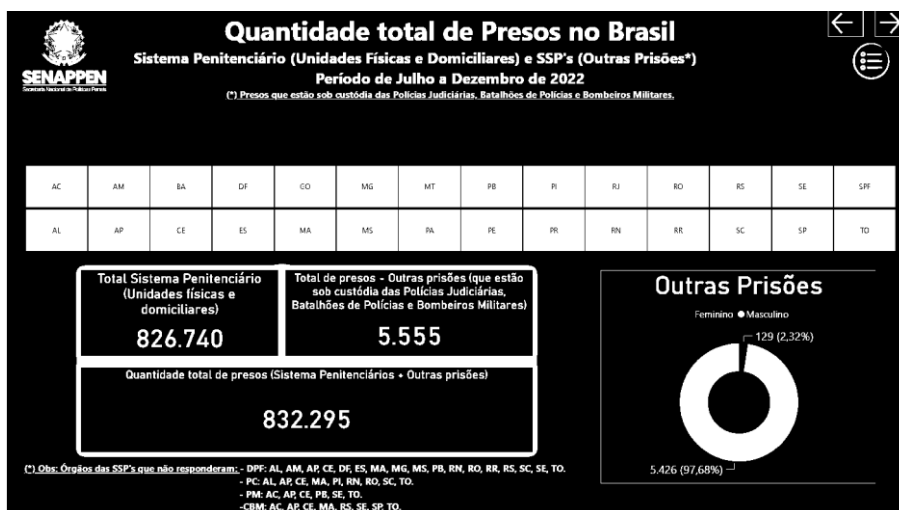 Quantidade total de Presos no Brasil
Sistema Penitenciário (Unidades Físicas e Domiciliares) e SSP's (Outras Prisões*)
Período de Julho a Dezembro de 2022
(*) Presos que estão sob custódia das Polícias Judiciárias, Batalhões de Polícias e Bombeiros Militares.
SENAPPEN
Secretaria Nacional de Políticas Penais
AC AM BA DF GO MG MT PB PI RJ RO RS SE SPF
AL AP CE ES MA MS PA PE PR RN RR SC SP TO
Total Sistema Penitenciário
(Unidades físicas e
domiciliares)
826.740
Total de presos - Outras prisões (que estão
sob custódia das Polícias Judiciárias,
Batalhões de Polícias e Bombeiros Militares)
5.555
Quantidade total de presos (Sistema Penitenciários + Outras prisões)
832.295
Outras Prisões
Feminino Masculino
129 (2,32%)
5.426 (97,68%)
(*) Obs: Órgãos das SSP's que não responderam: - DPF: AL, AM, AP, CE, DF, ES, MA, MG, MS, PB, RN, RO, RR, RS, SC, SE, TO.
- PC: AL, AP, CE, MA, PI, RN, RO, SC, TO.
- PM: AC, AP, CE, PB, SE, TO.
-CBM: AC, AP, CE, MA, RS, SE, SP, TO.